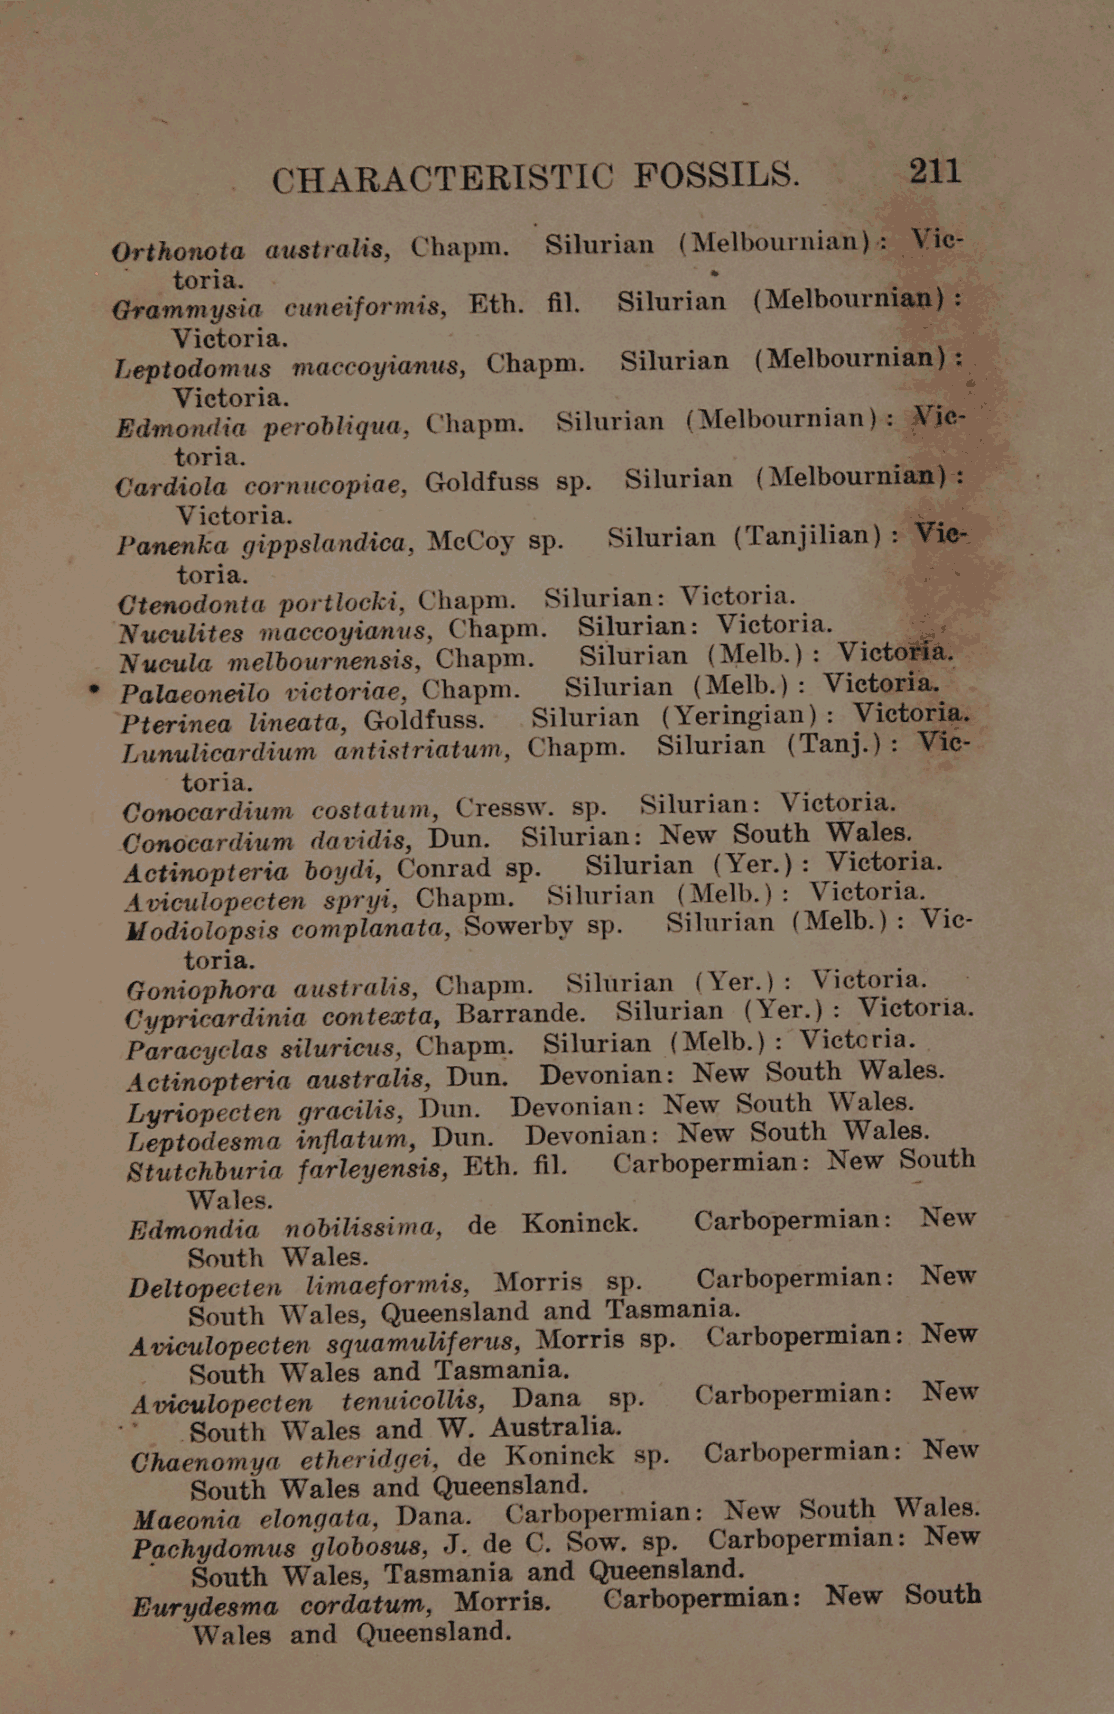 CHARACTERISTIC FOSSILS. 211
Orthonota australis, Chapm. Silurian (Melbournian): Vic-
toria.
Grammysia cuneiformis, Eth. fil. Silurian (Melbournian):
Victoria.
Leptodomus maccoyianus, Chapm. Silurian (Melbournian):
Victoria.
Edmondia perobliqua, Chapm. Silurian (Melbournian): Vic-
toria.
Cardiola cornucopiae, Goldfuss sp. Silurian (Melbournian):
Victoria.
Panenka gippslandica, McCoy sp. Silurian (Tanjilian): Vic-
toria.
Ctenodonta portlocki, Chapm. Silurian: Victoria.
Nuculites maccoyianus, Chapm. Silurian: Victoria.
Nucula melbournensis, Chapm. Silurian (Melb.): Victoria.
Palaeoneilo victoriae, Chapm. Silurian (Melb.): Victoria.
Pterinea lineata, Goldfuss. Silurian (Yeringian): Victoria.
Lunulicardium antistriatum, Chapm. Silurian (Tanj.): Vic-
toria.
Conocardium costatum, Cressw. sp. Silurian: Victoria.
Conocardium davidis, Dun. Silurian: New South Wales.
Actinopteria boydi, Conrad sp. Silurian (Yer.): Victoria.
Aviculopecten spryi, Chapm. Silurian (Melb.): Victoria.
Modiolopsis complanata, Sowerby sp. Silurian (Melb.): Vic-
toria.
Goniophora australis, Chapm. Silurian (Yer.): Victoria.
Cypricardinia contexta, Barrande. Silurian (Yer.): Victoria.
Paracyclas siluricus, Chapm. Silurian (Melb.): Victoria.
Actinopteria australis, Dun. Devonian: New South Wales.
Lyriopecten gracilis, Dun. Devonian: New South Wales.
Leptodesma inflatum, Dun. Devonian: New South Wales.
Stutchburia farleyensis, Eth. fil. Carbopermian: New South
Wales.
Edmondia nobilissima, de Koninck. Carbopermian: New
South Wales.
Deltopecten limaeformis, Morris sp. Carbopermian: New
South Wales, Queensland and Tasmania.
Aviculopecten squamuliferus, Morris sp. Carbopermian: New
South Wales and Tasmania.
Aviculopecten tenuicollis, Dana sp. Carbopermian: New
South Wales and W. Australia.
Chaenomya etheridgei, de Koninck sp. Carbopermian: New
South Wales and Queensland.
Maeonia elongata, Dana. Carbopermian: New South Wales.
Pachydomus globosus, J. de C. Sow. sp. Carbopermian: New
South Wales, Tasmania and Queensland.
Eurydesma cordatum, Morris. Carbopermian: New South
Wales and Queensland.